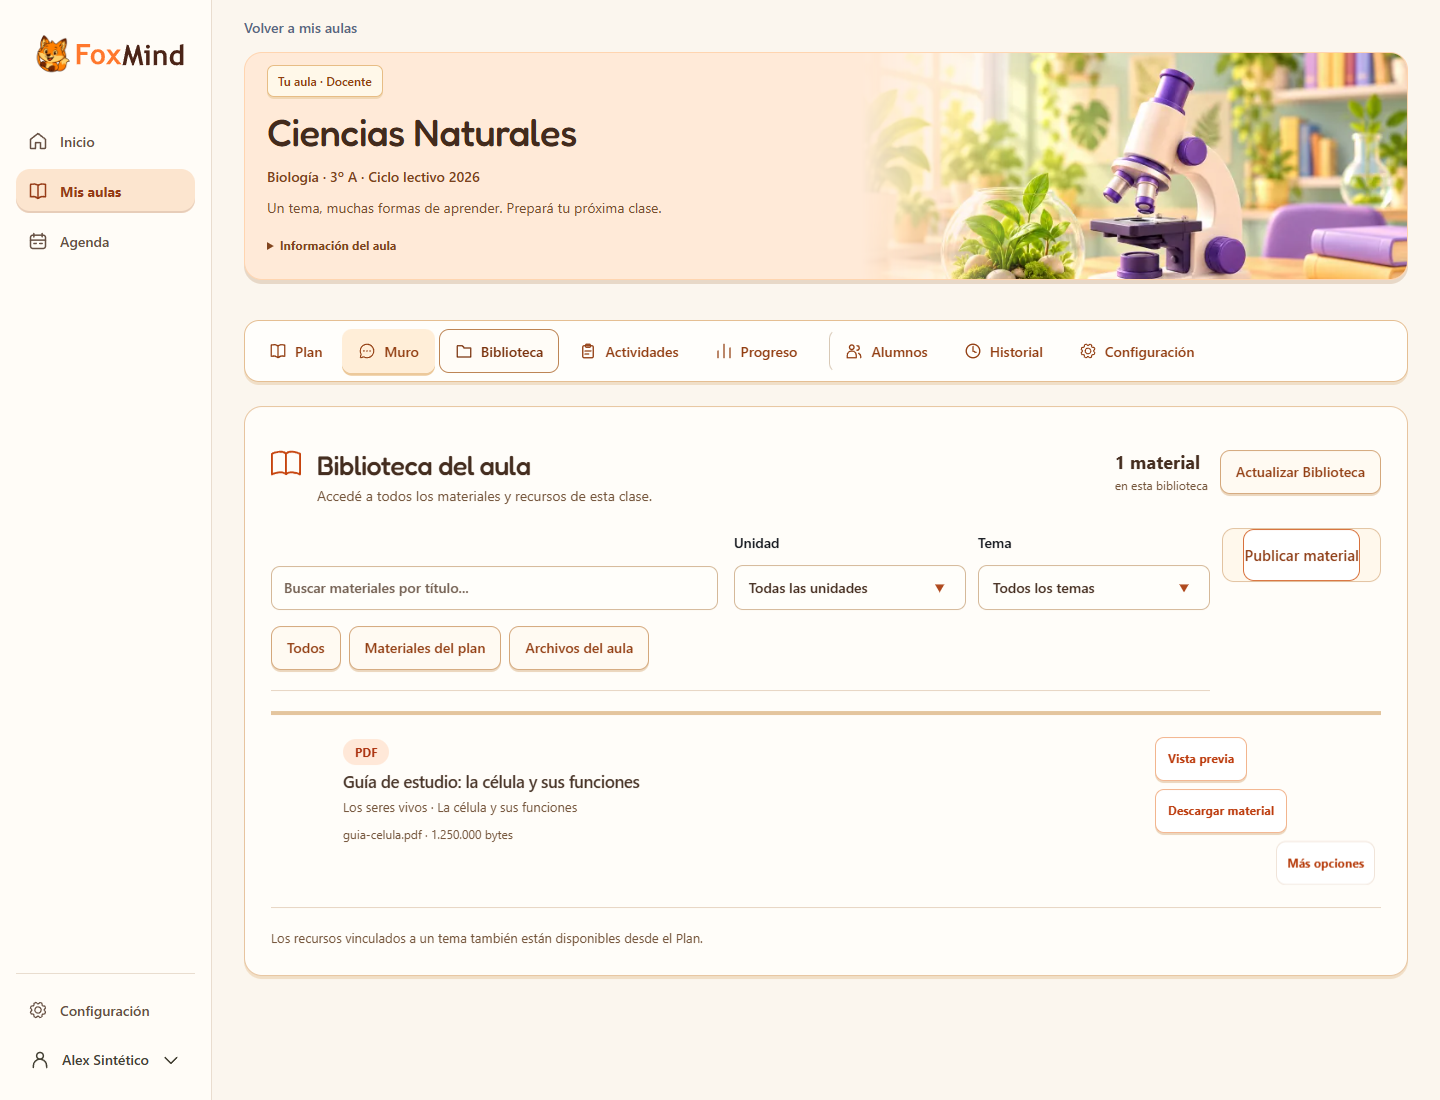 FoxMind
Inicio
Mis aulas
Agenda
Configuración
Alex Sintético
Volver a mis aulas
Tu aula · Docente
Ciencias Naturales
Biología · 3º A · Ciclo lectivo 2026
Un tema, muchas formas de aprender. Prepará tu próxima clase.
Información del aula
Plan
Muro
Biblioteca
Actividades
Progreso
Alumnos
Historial
Configuración
Biblioteca del aula
Accedé a todos los materiales y recursos de esta clase.
1 material
en esta biblioteca
Actualizar Biblioteca
Unidad
Tema
Publicar material
Buscar materiales por título...
Todas las unidades
Todos los temas
Todos
Materiales del plan
Archivos del aula
PDF
Guía de estudio: la célula y sus funciones
Los seres vivos · La célula y sus funciones
guia-celula.pdf · 1.250.000 bytes
Vista previa
Descargar material
Más opciones
Los recursos vinculados a un tema también están disponibles desde el Plan.